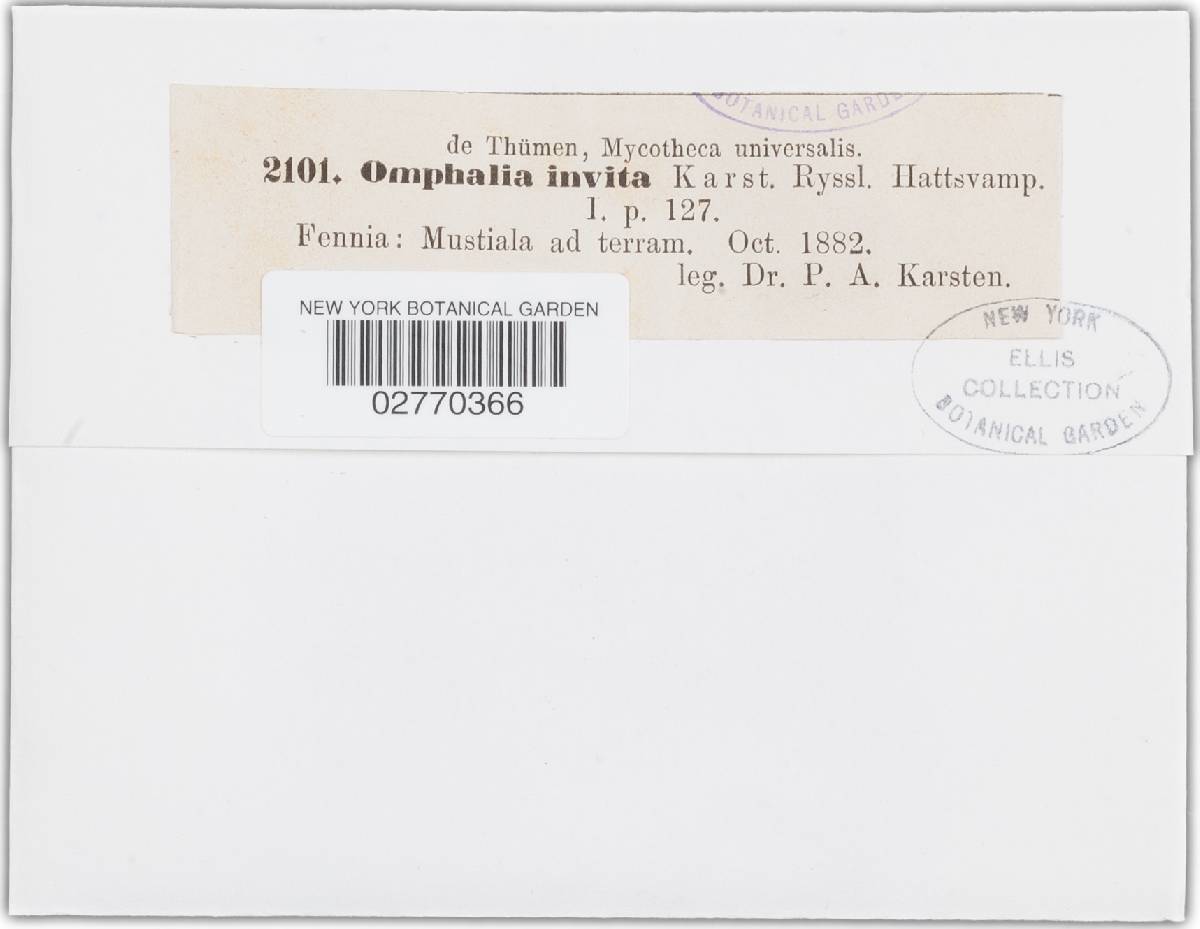 BOTANICAL GARDE
de Thümen, Mycotheca universalis.
2101. Omphalia invita Karst. Ryssl. Hattsvamp.
I. p. 127.
Fennia: Mustiala ad terram. Oct. 1882.
leg. Dr. P. A. Karsten.
NEW YORK BOTANICAL GARDEN
02770366
NEW YORK
ELLIS
COLLECTION
BOTANICAL GARDEN